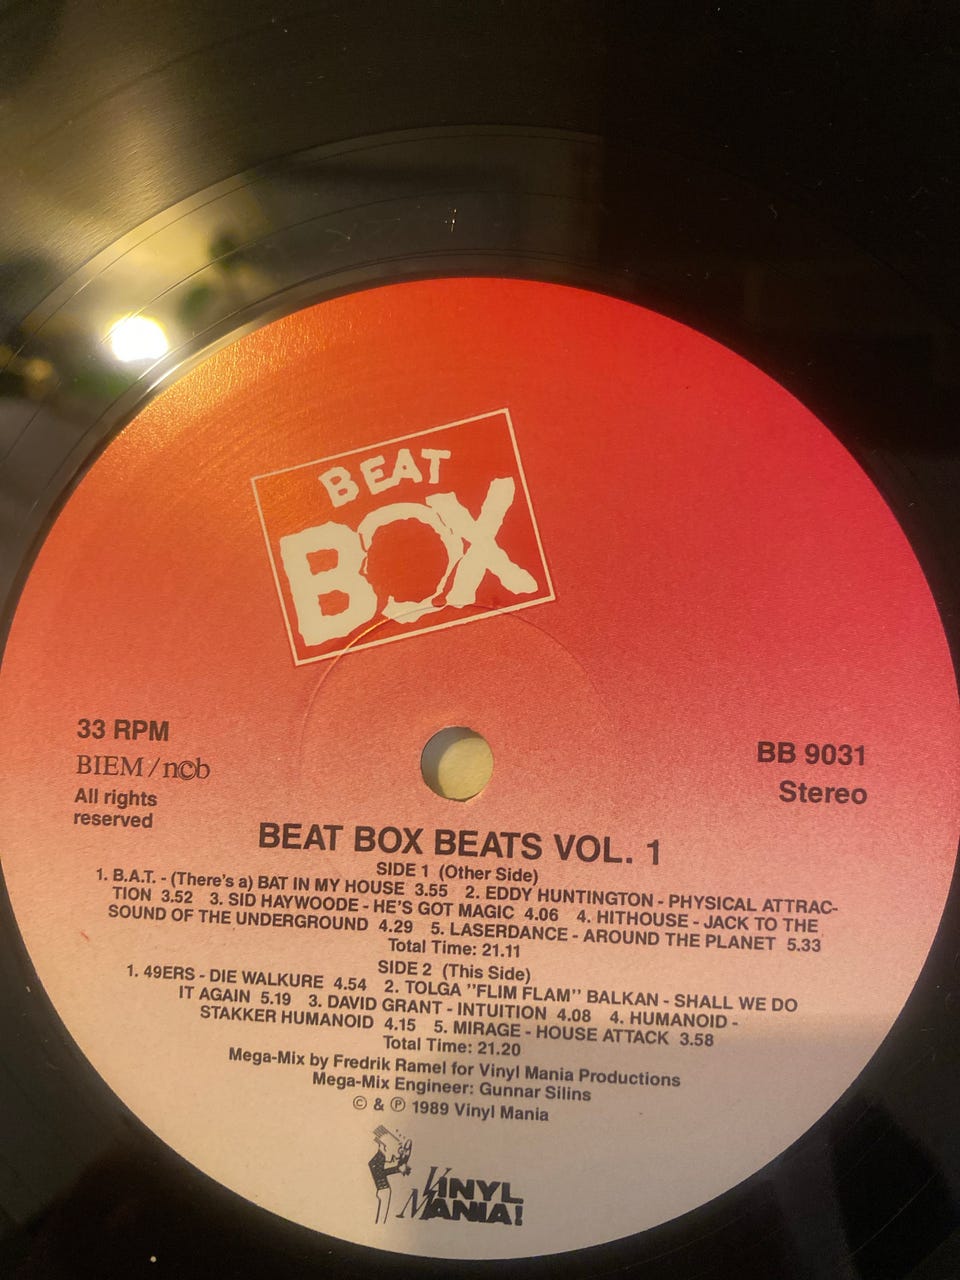 BEAT
BOX
33 RPM
BIEM/n©b
All rights
reserved
BB 9031
Stereo
BEAT BOX BEATS VOL. 1
SIDE 1 (Other Side)
1. B.A.T. - (There's a) BAT IN MY HOUSE 3.55 2. EDDY HUNTINGTON - PHYSICAL ATTRAC-
TION 3.52 3. SID HAYWOODE - HE'S GOT MAGIC 4.06 4. HITHOUSE - JACK TO THE
SOUND OF THE UNDERGROUND 4.29 5. LASERDANCE - AROUND THE PLANET 5.33
Total Time: 21.11
SIDE 2 (This Side)
1. 49ERS - DIE WALKURE 4.54 2. TOLGA "FLIM FLAM" BALKAN - SHALL WE DO
IT AGAIN 5.19 3. DAVID GRANT - INTUITION 4.08 4. HUMANOID -
STAKKER HUMANOID 4.15 5. MIRAGE - HOUSE ATTACK 3.58
Total Time: 21.20
Mega-Mix by Fredrik Ramel for Vinyl Mania Productions
Mega-Mix Engineer: Gunnar Silins
© & ℗ 1989 Vinyl Mania
VINYL
MANIA!